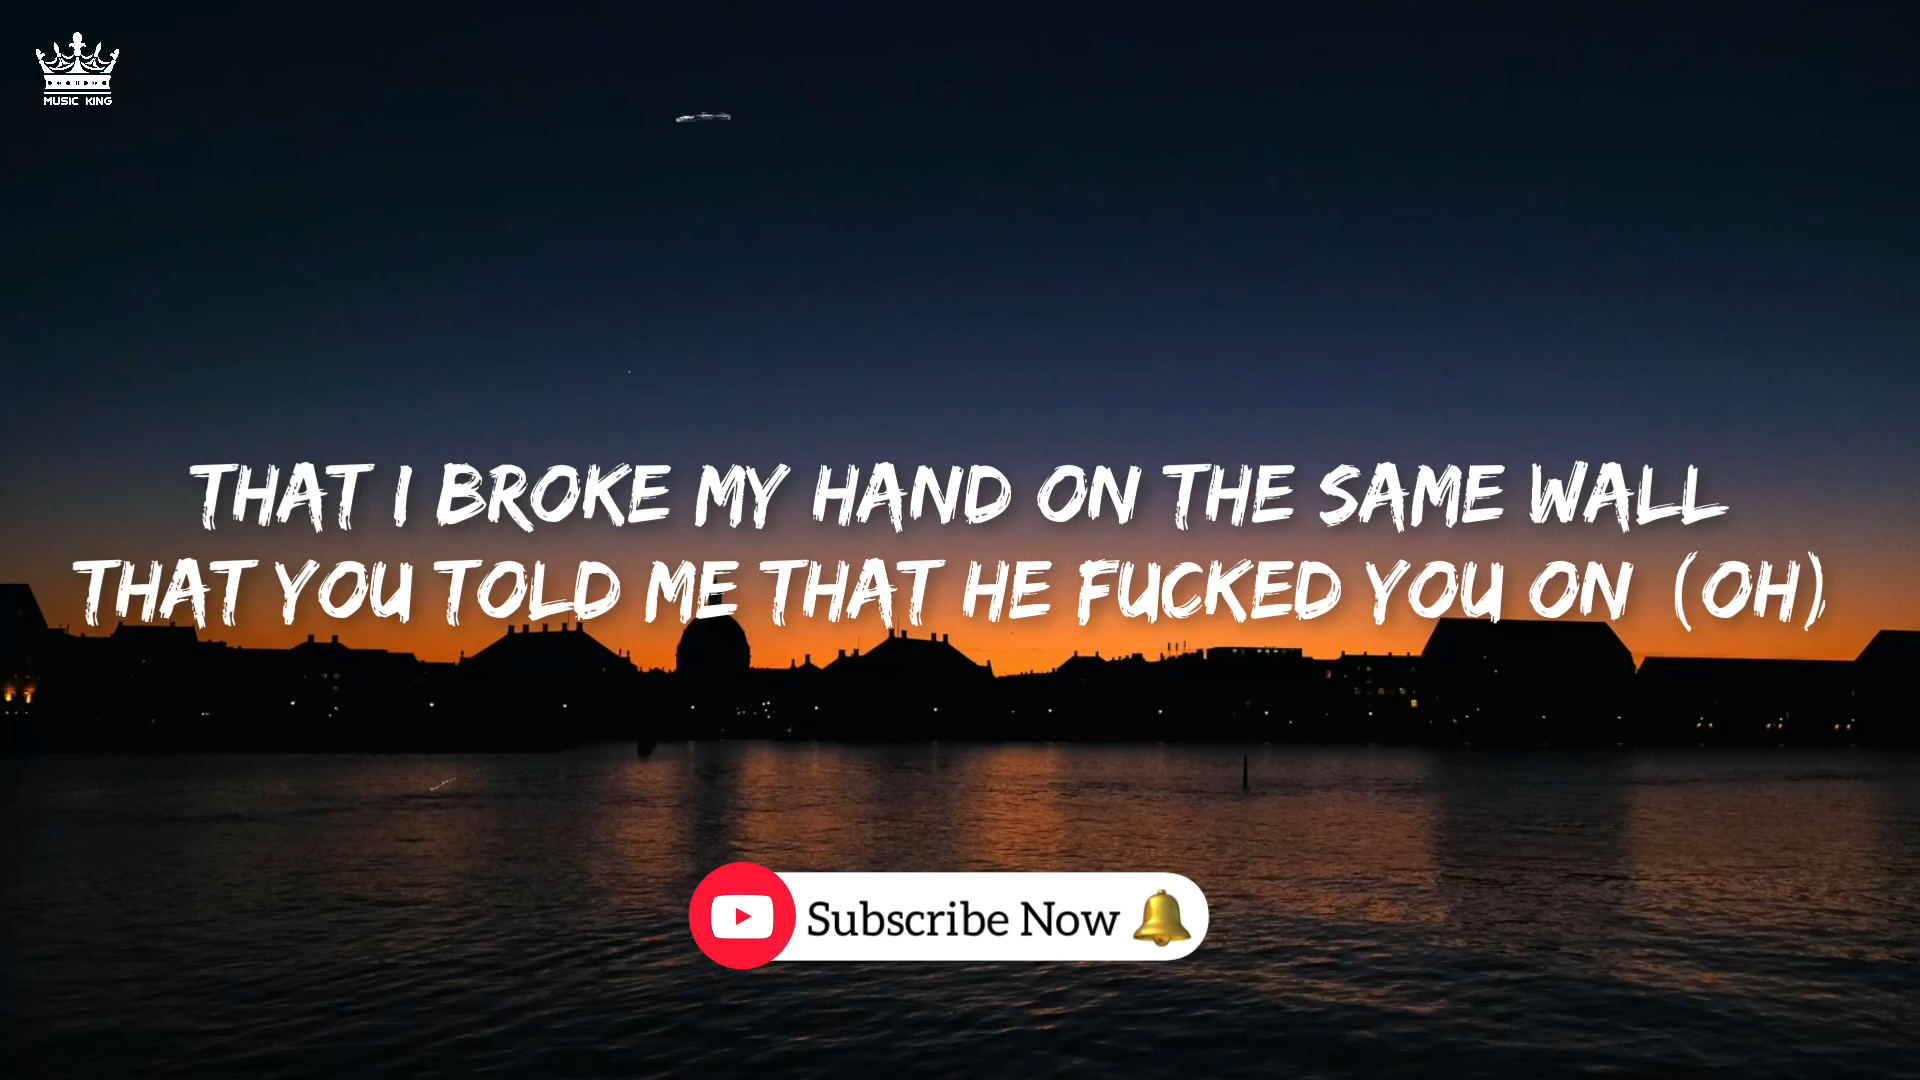 MUSIC KING
THAT I BROKE MY HAND ON THE SAME WALL
THAT YOU TOLD ME THAT HE FUCKED YOU ON (OH)
Subscribe Now